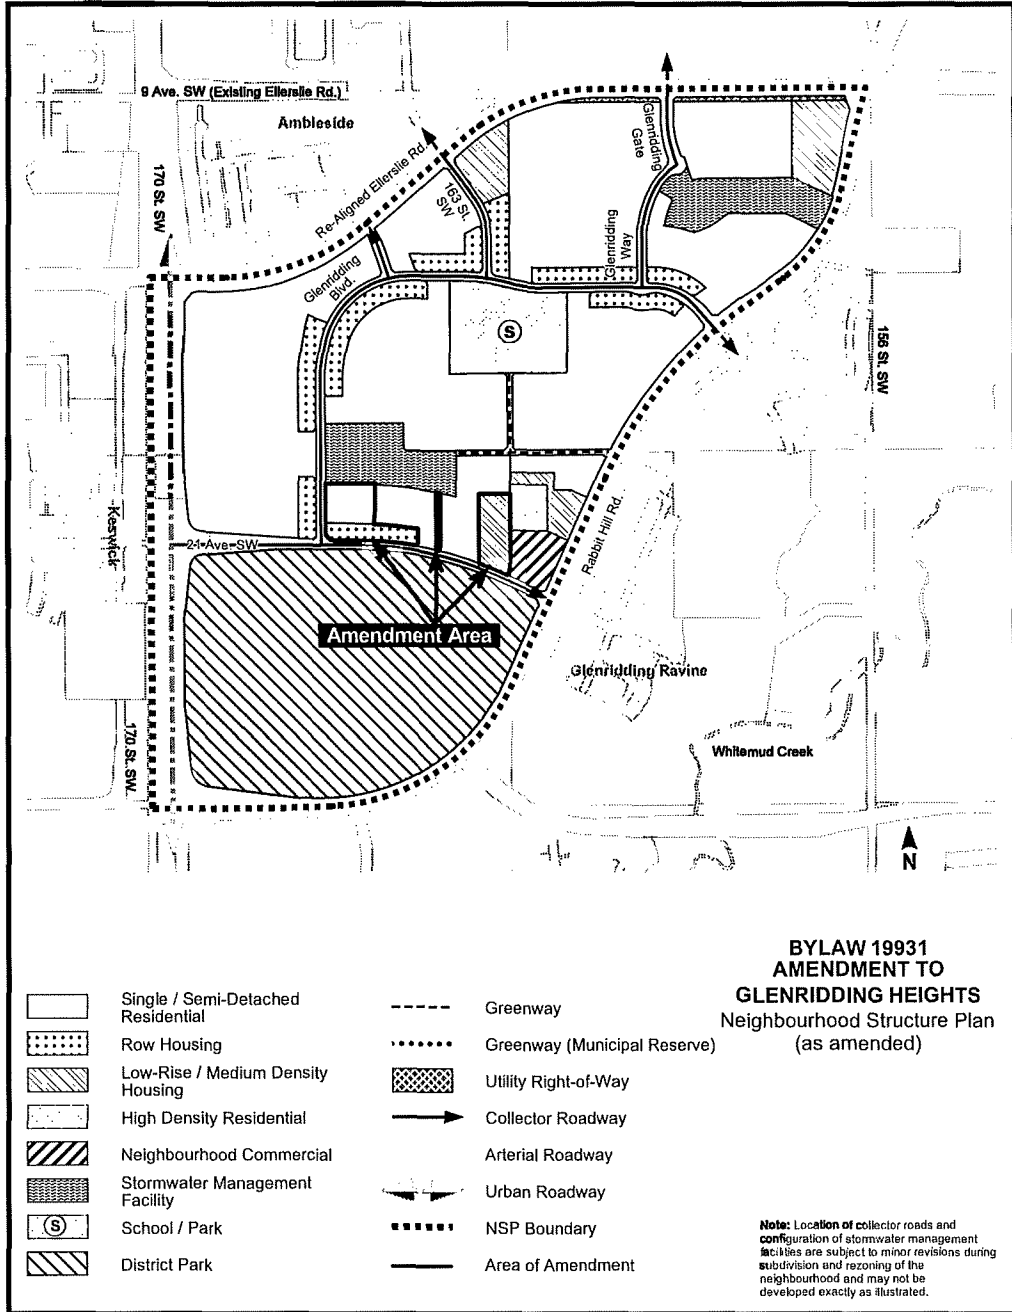 9 Ave. SW (Existing Ellerslie Rd.)
Ambleside
Glenridding
Gate
170 St. SW
Re-Aligned Ellerslie Rd.
163 St.
SW
Glenridding
Way
Glenridding
Blvd.
S
156 St. SW
Keswick
21 Ave. SW
Rabbit Hill Rd.
Amendment Area
Glenridding Ravine
170 St. SW
Whitemud Creek
N
BYLAW 19931
AMENDMENT TO
GLENRIDDING HEIGHTS
Neighbourhood Structure Plan
(as amended)
Single / Semi-Detached
Residential
Row Housing
Low-Rise / Medium Density
Housing
High Density Residential
Neighbourhood Commercial
Stormwater Management
Facility
S
School / Park
District Park
Greenway
Greenway (Municipal Reserve)
Utility Right-of-Way
Collector Roadway
Arterial Roadway
Urban Roadway
NSP Boundary
Area of Amendment
Note: Location of collector roads and
configuration of stormwater management
facilities are subject to minor revisions during
subdivision and rezoning of the
neighbourhood and may not be
developed exactly as illustrated.